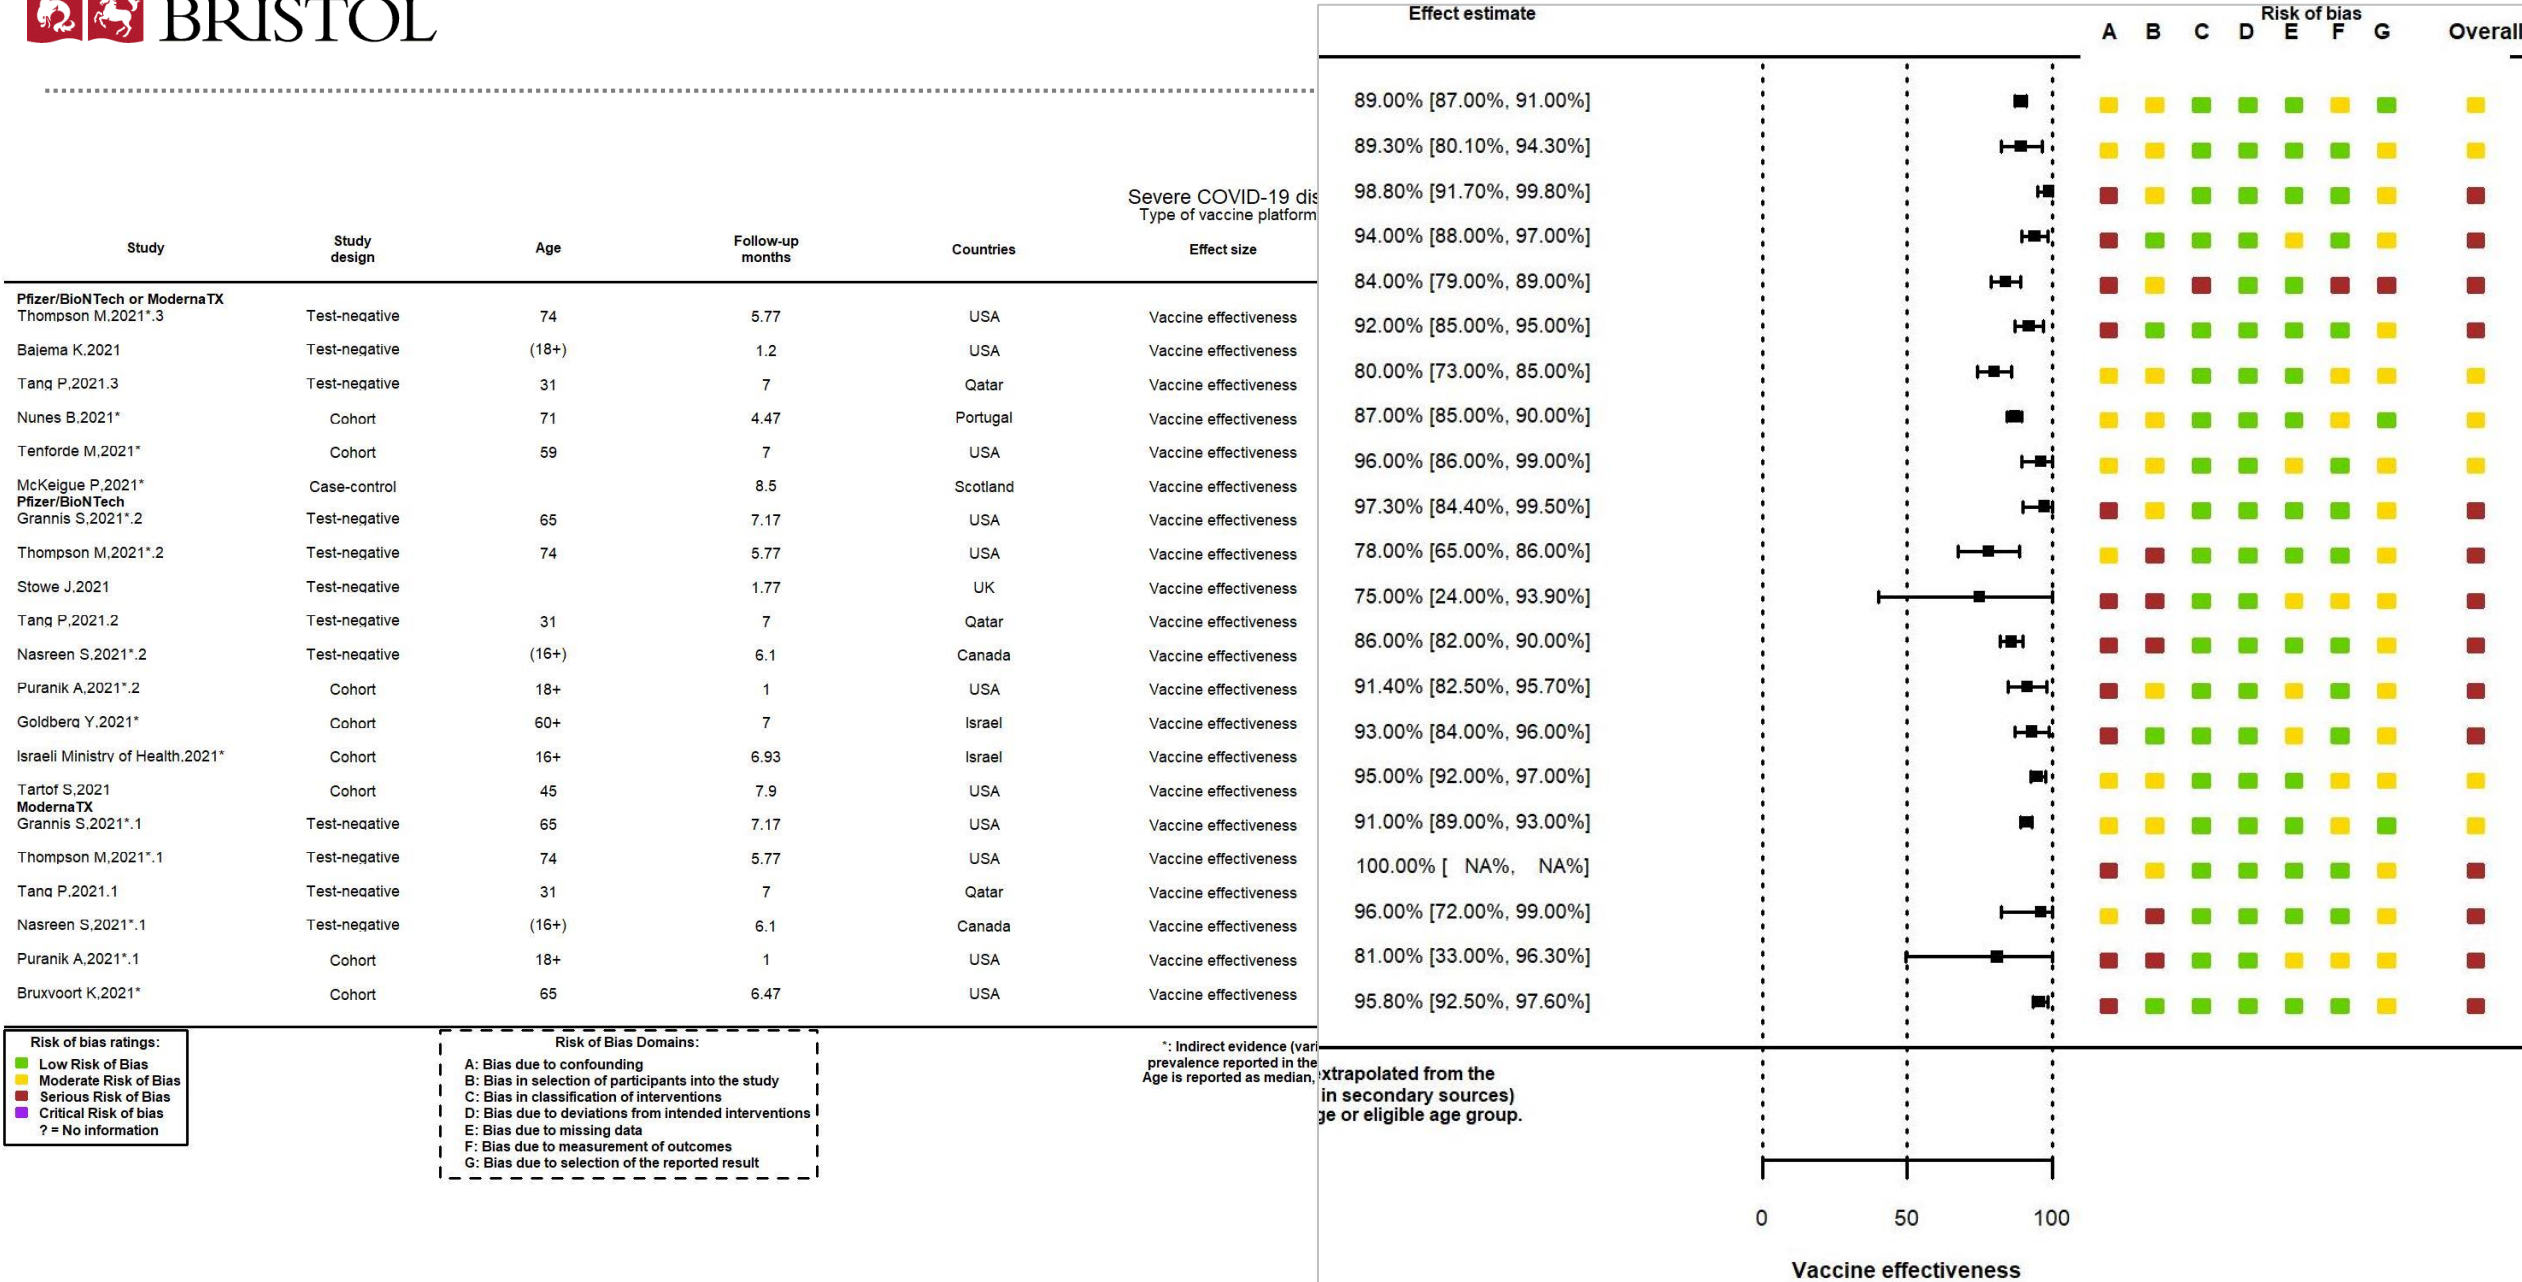 BRISTOL
Severe COVID-19 dis
Type of vaccine platform
Study Study design Age Follow-up months Countries Effect size
Pfizer/BioNTech or ModernaTX
Thompson M,2021*.3 Test-negative 74 5.77 USA Vaccine effectiveness
Bajema K,2021 Test-negative (18+) 1.2 USA Vaccine effectiveness
Tang P,2021.3 Test-negative 31 7 Qatar Vaccine effectiveness
Nunes B,2021* Cohort 71 4.47 Portugal Vaccine effectiveness
Tenforde M,2021* Cohort 59 7 USA Vaccine effectiveness
McKeigue P,2021* Case-control 8.5 Scotland Vaccine effectiveness
Pfizer/BioNTech
Grannis S,2021*.2 Test-negative 65 7.17 USA Vaccine effectiveness
Thompson M,2021*.2 Test-negative 74 5.77 USA Vaccine effectiveness
Stowe J,2021 Test-negative 1.77 UK Vaccine effectiveness
Tang P,2021.2 Test-negative 31 7 Qatar Vaccine effectiveness
Nasreen S,2021*.2 Test-negative (16+) 6.1 Canada Vaccine effectiveness
Puranik A,2021*.2 Cohort 18+ 1 USA Vaccine effectiveness
Goldberg Y,2021* Cohort 60+ 7 Israel Vaccine effectiveness
Israeli Ministry of Health,2021* Cohort 16+ 6.93 Israel Vaccine effectiveness
Tartof S,2021 Cohort 45 7.9 USA Vaccine effectiveness
ModernaTX
Grannis S,2021*.1 Test-negative 65 7.17 USA Vaccine effectiveness
Thompson M,2021*.1 Test-negative 74 5.77 USA Vaccine effectiveness
Tang P,2021.1 Test-negative 31 7 Qatar Vaccine effectiveness
Nasreen S,2021*.1 Test-negative (16+) 6.1 Canada Vaccine effectiveness
Puranik A,2021*.1 Cohort 18+ 1 USA Vaccine effectiveness
Bruxvoort K,2021* Cohort 65 6.47 USA Vaccine effectiveness
Risk of bias ratings:
Low Risk of Bias
Moderate Risk of Bias
Serious Risk of Bias
Critical Risk of bias
? = No information
Risk of Bias Domains:
A: Bias due to confounding
B: Bias in selection of participants into the study
C: Bias in classification of interventions
D: Bias due to deviations from intended interventions
E: Bias due to missing data
F: Bias due to measurement of outcomes
G: Bias due to selection of the reported result
*: Indirect evidence (vari
prevalence reported in the
Age is reported as median,
Effect estimate Risk of bias
A B C D E F G Overall
89.00% [87.00%, 91.00%]
89.30% [80.10%, 94.30%]
98.80% [91.70%, 99.80%]
94.00% [88.00%, 97.00%]
84.00% [79.00%, 89.00%]
92.00% [85.00%, 95.00%]
80.00% [73.00%, 85.00%]
87.00% [85.00%, 90.00%]
96.00% [86.00%, 99.00%]
97.30% [84.40%, 99.50%]
78.00% [65.00%, 86.00%]
75.00% [24.00%, 93.90%]
86.00% [82.00%, 90.00%]
91.40% [82.50%, 95.70%]
93.00% [84.00%, 96.00%]
95.00% [92.00%, 97.00%]
91.00% [89.00%, 93.00%]
100.00% [ NA%, NA%]
96.00% [72.00%, 99.00%]
81.00% [33.00%, 96.30%]
95.80% [92.50%, 97.60%]
xtrapolated from the
in secondary sources)
ge or eligible age group.
0 50 100
Vaccine effectiveness